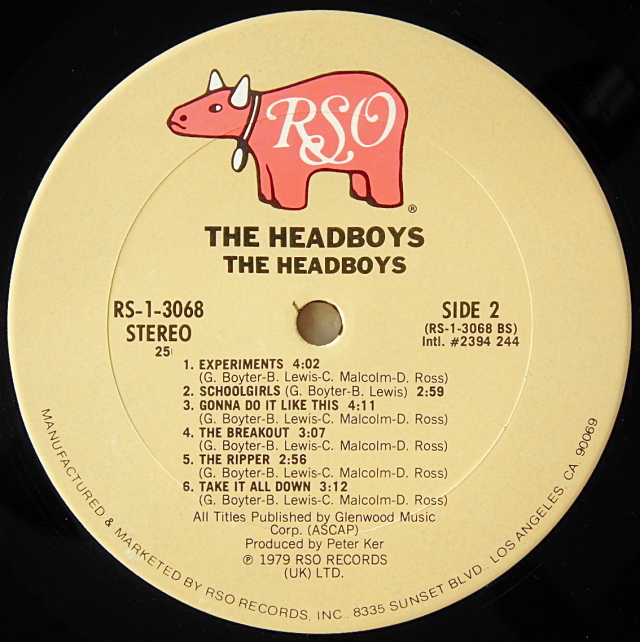 RSO
®
THE HEADBOYS
THE HEADBOYS
RS-1-3068
STEREO
25
SIDE 2
(RS-1-3068 BS)
Intl. #2394 244
1. EXPERIMENTS 4:02
(G. Boyter-B. Lewis-C. Malcolm-D. Ross)
2. SCHOOLGIRLS (G. Boyter-B. Lewis) 2:59
3. GONNA DO IT LIKE THIS 4:11
(G. Boyter-B. Lewis-C. Malcolm-D. Ross)
4. THE BREAKOUT 3:07
(G. Boyter-B. Lewis-C. Malcolm-D. Ross)
5. THE RIPPER 2:56
(G. Boyter-B. Lewis-C. Malcolm-D. Ross)
6. TAKE IT ALL DOWN 3:12
(G. Boyter-B. Lewis-C. Malcolm-D. Ross)
All Titles Published by Glenwood Music
Corp. (ASCAP)
Produced by Peter Ker
℗ 1979 RSO RECORDS
(UK) LTD.
MANUFACTURED & MARKETED BY RSO RECORDS, INC. 8335 SUNSET BLVD., LOS ANGELES, CA. 90069